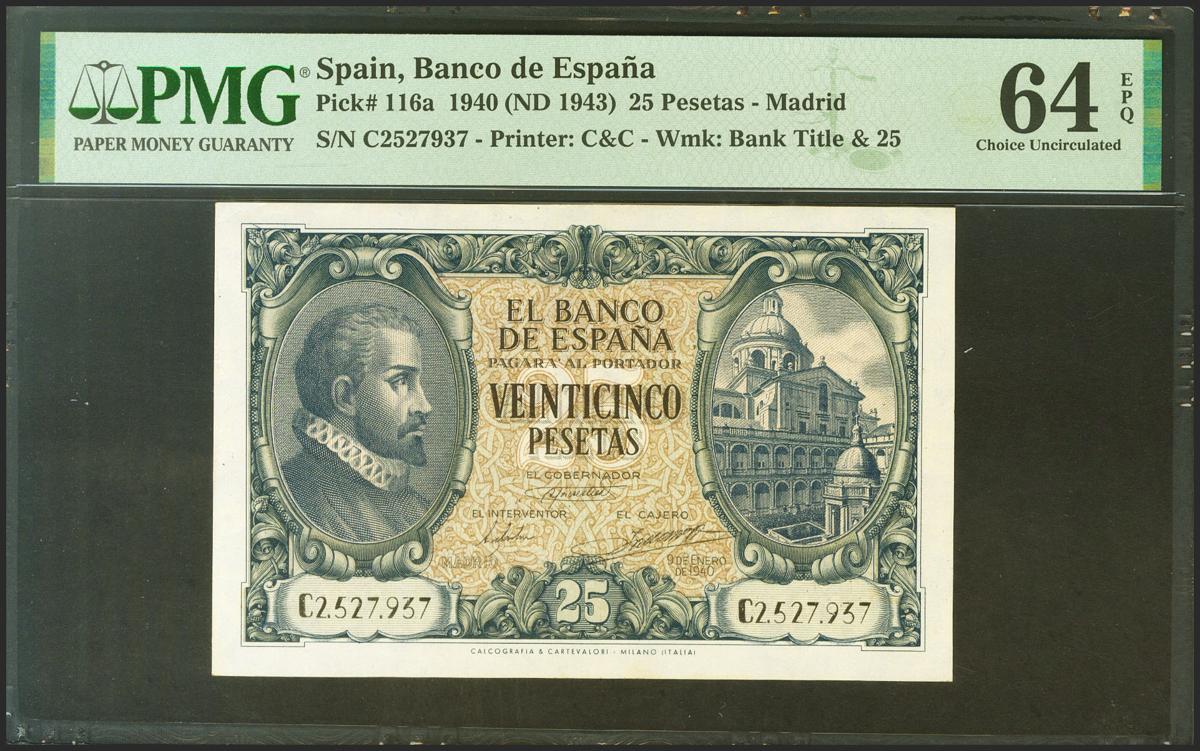 PMG®
PAPER MONEY GUARANTY
Spain, Banco de España
Pick# 116a 1940 (ND 1943) 25 Pesetas - Madrid
S/N C2527937 - Printer: C&C - Wmk: Bank Title & 25
64
EPQ
Choice Uncirculated
EL BANCO
DE ESPAÑA
PAGARA' AL PORTADOR
25
VEINTICINCO
PESETAS
EL GOBERNADOR
EL INTERVENTOR
EL CAJERO
MADRID
9 DE ENERO
DE 1940
C2.527.937
25
C2.527.937
CALCOGRAFIA & CARTEVALORI - MILANO (ITALIA)